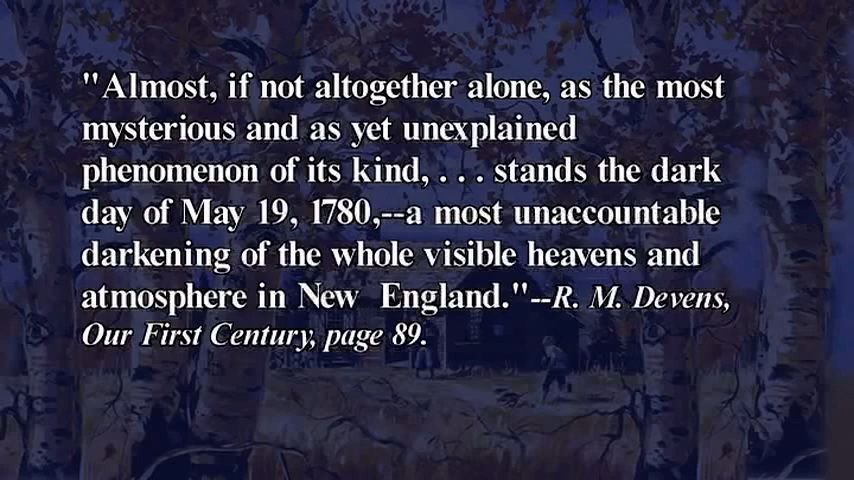 "Almost, if not altogether alone, as the most
mysterious and as yet unexplained
phenomenon of its kind, . . . stands the dark
day of May 19, 1780,--a most unaccountable
darkening of the whole visible heavens and
atmosphere in New England."--R. M. Devens,
Our First Century, page 89.